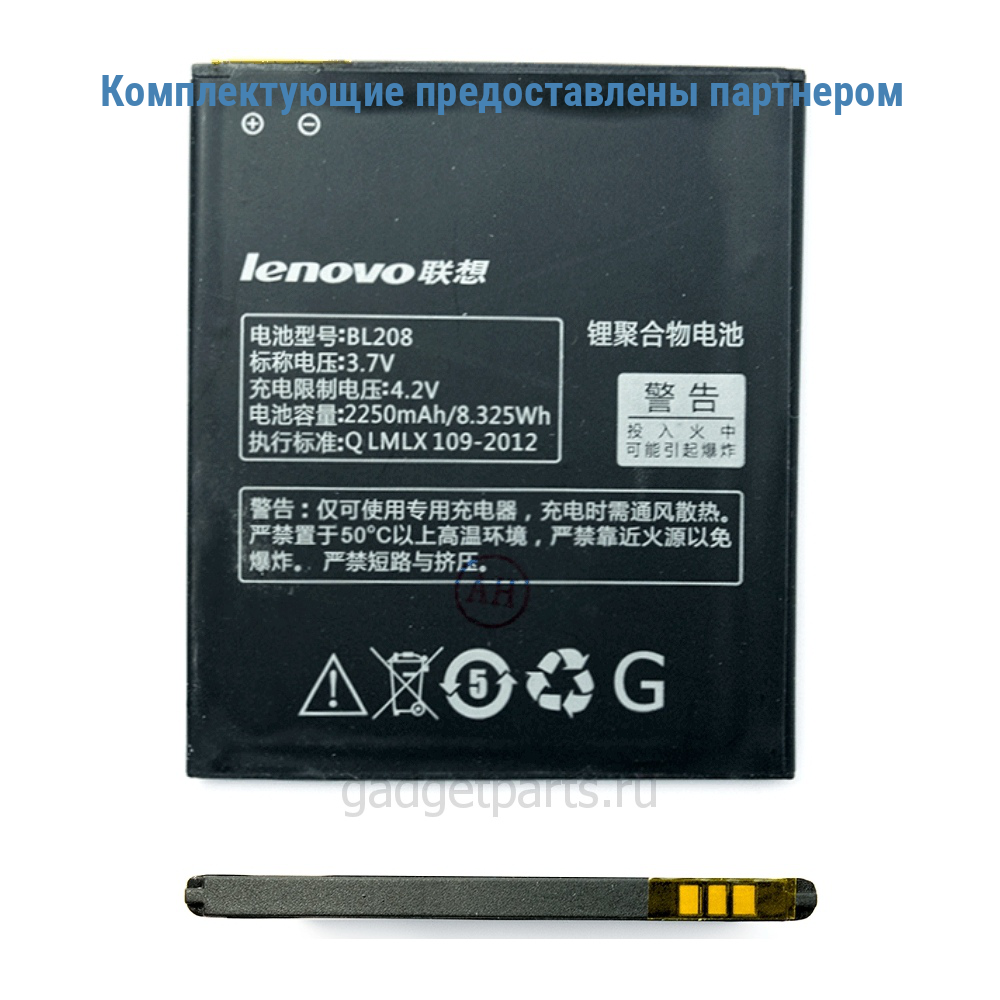 Комплектующие предоставлены партнером
lenovo联想
电池型号:BL208
标称电压:3.7V
充电限制电压:4.2V
电池容量:2250mAh/8.325Wh
执行标准:Q LMLX 109-2012
锂聚合物电池
警告
投入火中
可能引起爆炸
警告：仅可使用专用充电器，充电时需通风散热。
严禁置于50°C以上高温环境，严禁靠近火源以免
爆炸。严禁短路与挤压。
AH
5
G
gadgetparts.ru